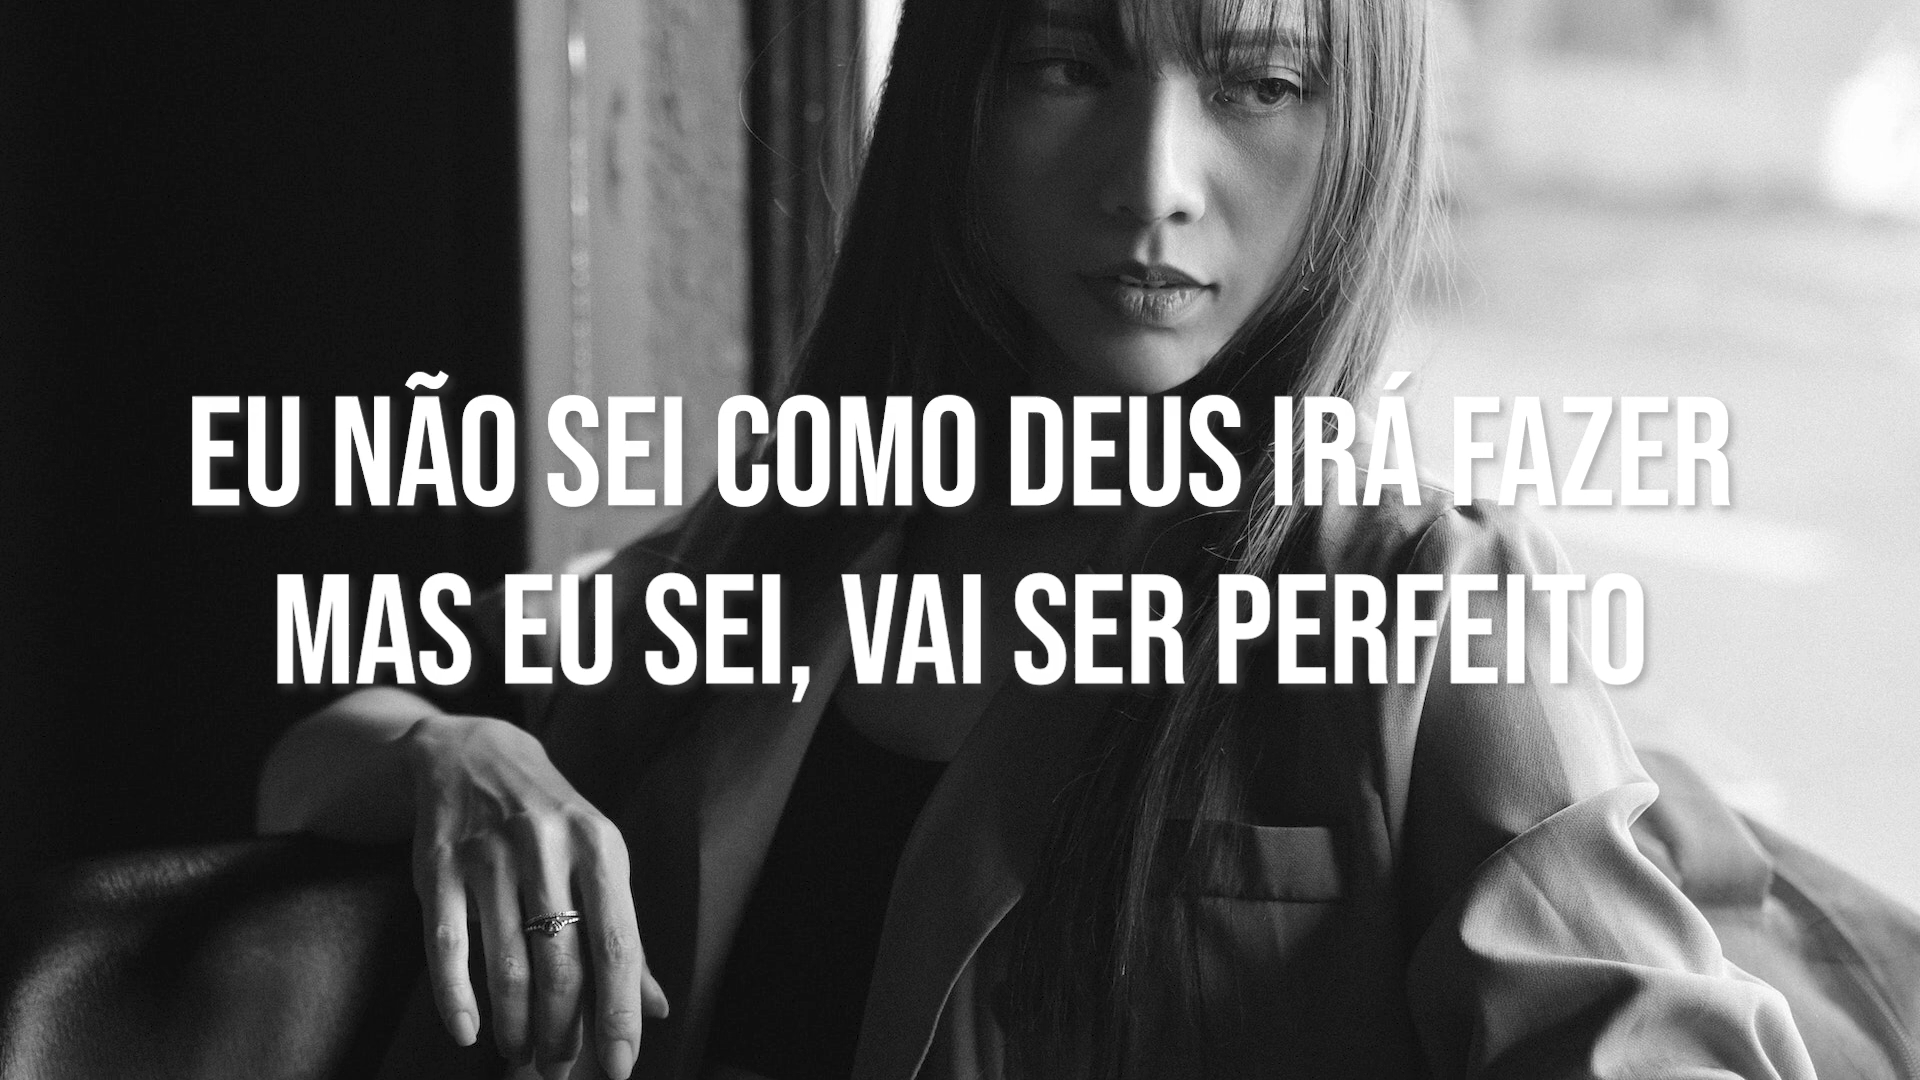 EU NÃO SEI COMO DEUS IRÁ FAZER
MAS EU SEI, VAI SER PERFEITO